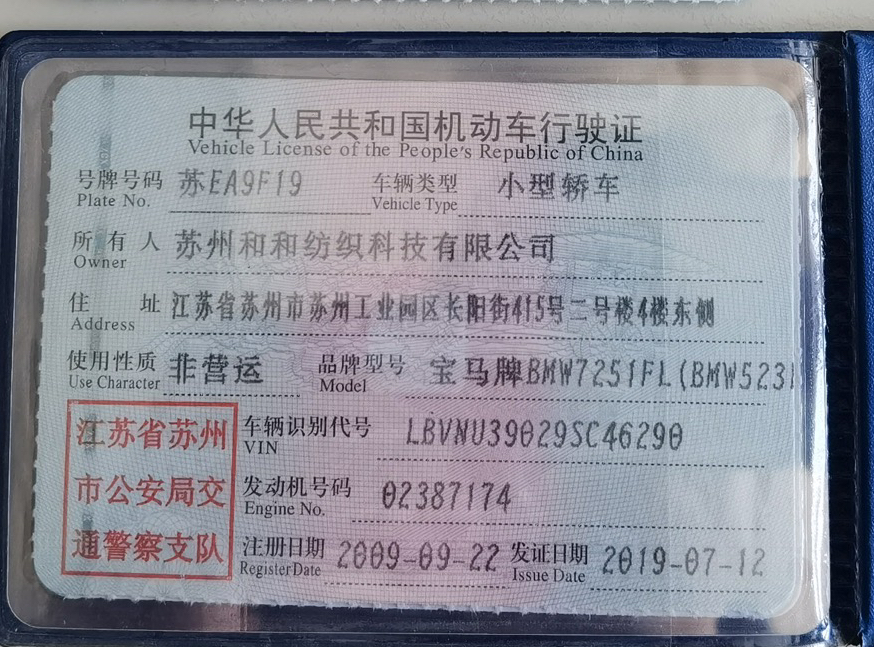 中华人民共和国机动车行驶证
Vehicle License of the People's Republic of China
号牌号码 苏EA9F19 车辆类型 小型轿车
Plate No. Vehicle Type
所有人 苏州和和纺织科技有限公司
Owner
住址 江苏省苏州市苏州工业园区长阳街415号二号楼4楼东侧
Address
使用性质 非营运 品牌型号 宝马牌BMW7251FL(BMW523
Use Character Model
江苏省苏州 车辆识别代号 LBVNU39029SC46290
VIN
市公安局交 发动机号码 02387174
Engine No.
通警察支队 注册日期 2009-09-22 发证日期 2019-07-12
Register Date Issue Date